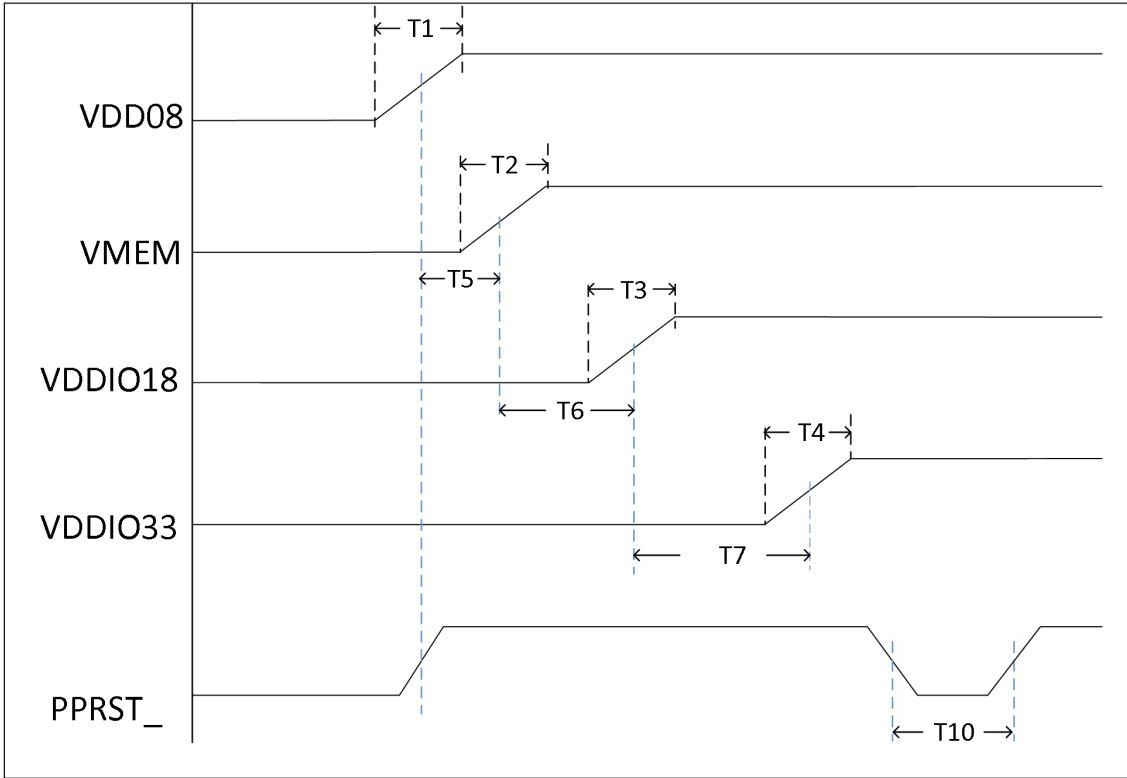 T1
VDD08
T2
VMEM
T5
T3
VDDIO18
T6
T4
VDDIO33
T7
PPRST_
T10